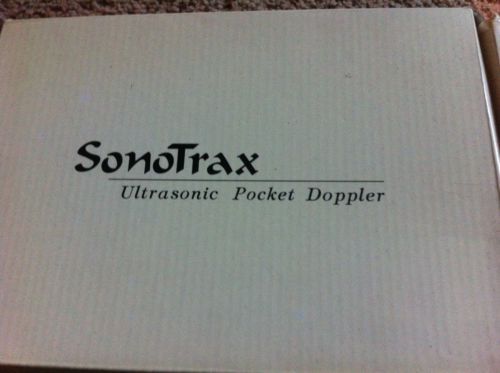 SonoTrax
Ultrasonic Pocket Doppler